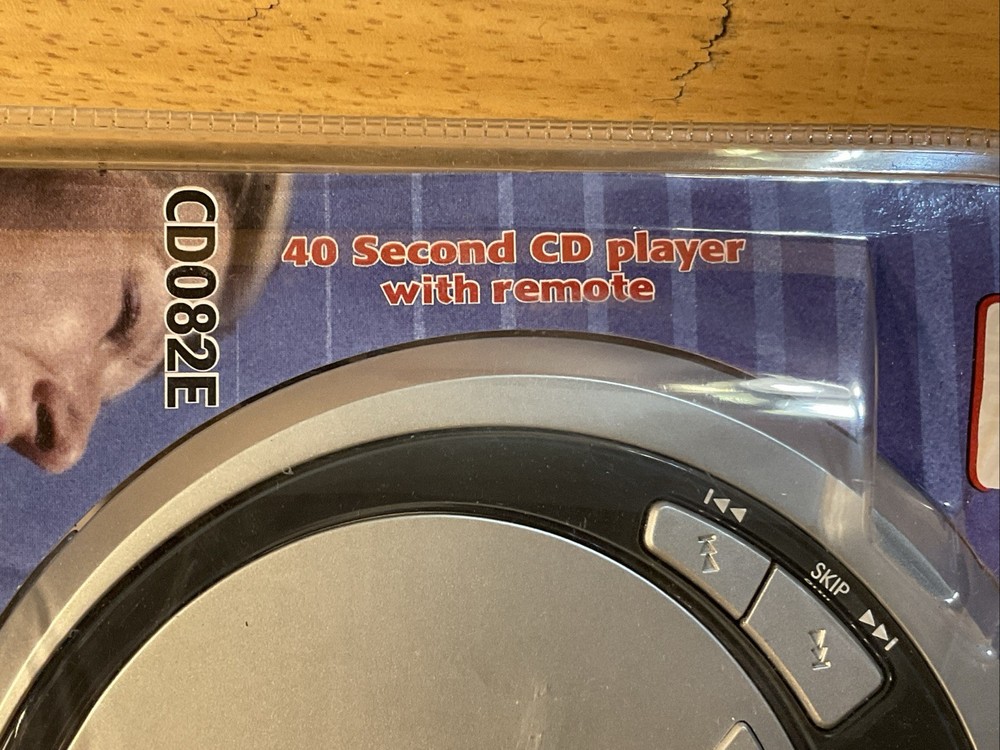 CD082E
40 Second CD player
with remote
SKIP